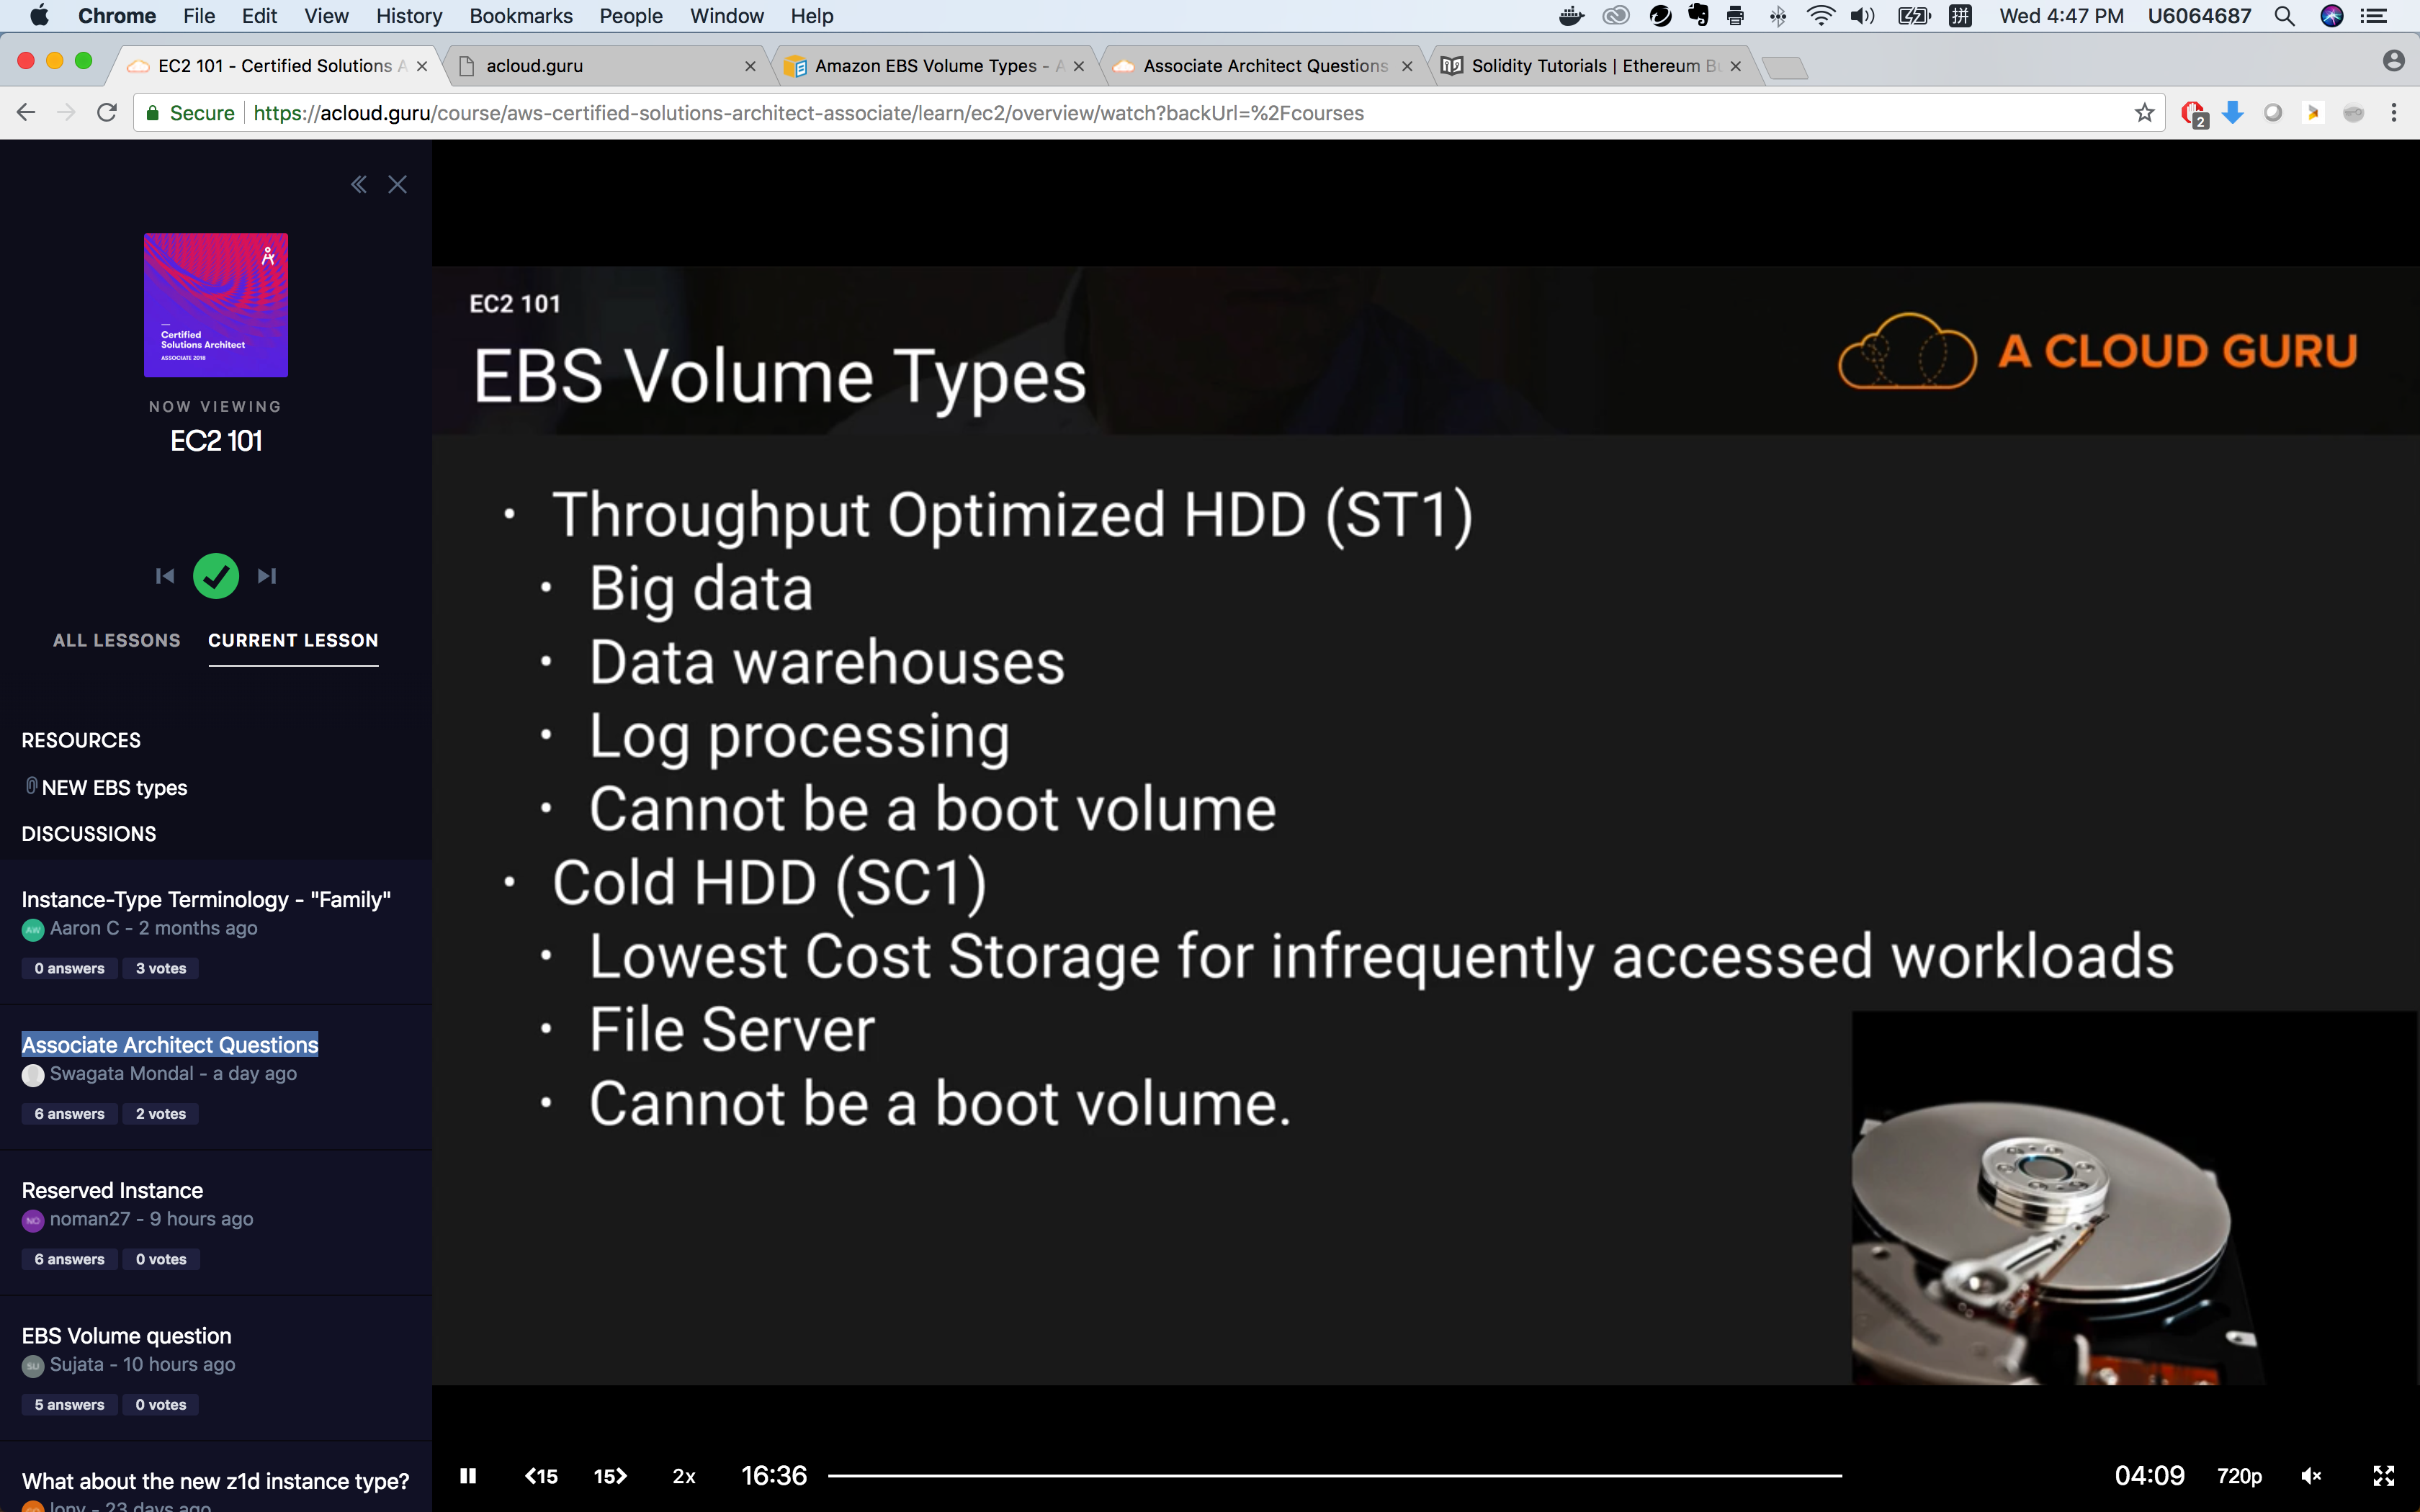 Chrome File Edit View History Bookmarks People Window Help
拼 Wed 4:47 PM U6064687
EC2 101 - Certified Solutions A
acloud.guru
Amazon EBS Volume Types - A
Associate Architect Questions
Solidity Tutorials | Ethereum Bu
Secure https://acloud.guru/course/aws-certified-solutions-architect-associate/learn/ec2/overview/watch?backUrl=%2Fcourses
2
Certified
Solutions Architect
ASSOCIATE 2018
NOW VIEWING
EC2 101
ALL LESSONS CURRENT LESSON
RESOURCES
NEW EBS types
DISCUSSIONS
Instance-Type Terminology - "Family"
AW Aaron C - 2 months ago
0 answers 3 votes
Associate Architect Questions
Swagata Mondal - a day ago
6 answers 2 votes
Reserved Instance
NO noman27 - 9 hours ago
6 answers 0 votes
EBS Volume question
SU Sujata - 10 hours ago
5 answers 0 votes
What about the new z1d instance type?
23 days ago
EC2 101
EBS Volume Types
A CLOUD GURU
• Throughput Optimized HDD (ST1)
• Big data
• Data warehouses
• Log processing
• Cannot be a boot volume
• Cold HDD (SC1)
• Lowest Cost Storage for infrequently accessed workloads
• File Server
• Cannot be a boot volume.
15 15 2x 16:36 04:09 720p